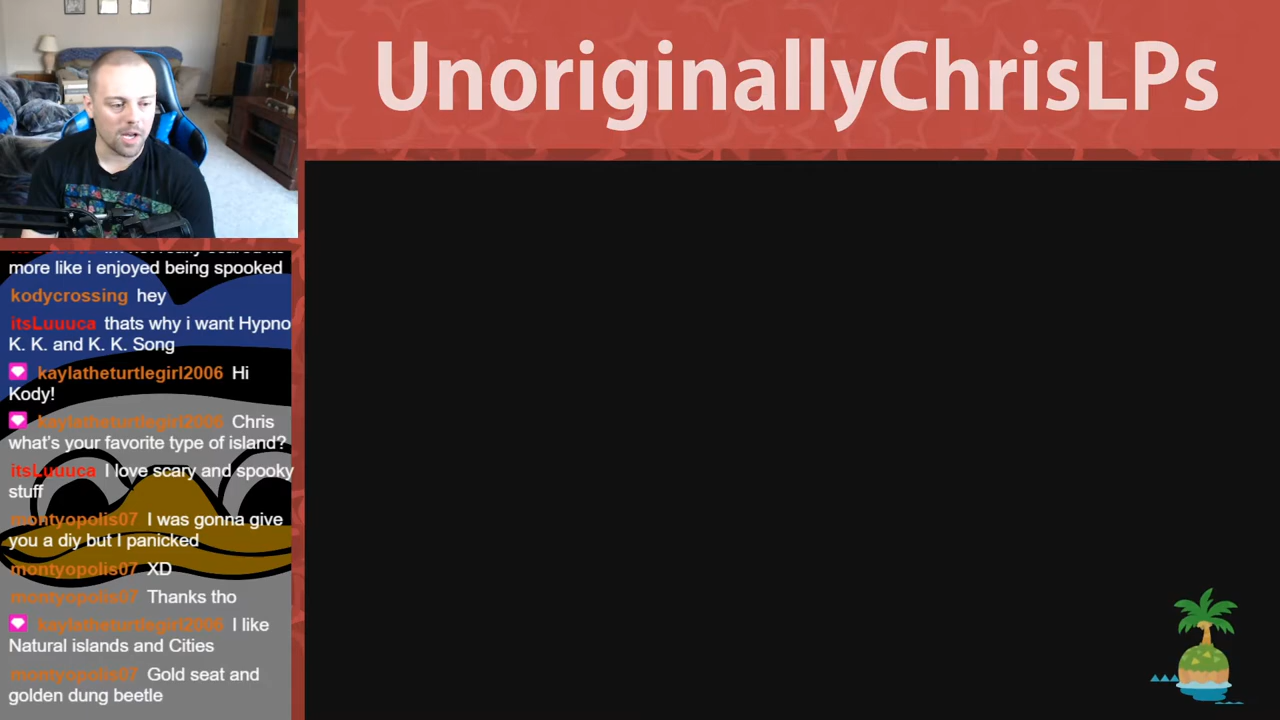 UnoriginallyChrisLPs
more like i enjoyed being spooked
kodycrossing hey
itsLuuuca thats why i want Hypno
K. K. and K. K. Song
kaylatheturtlegirl2006 Hi
Kody!
kaylatheturtlegirl2006 Chris
what's your favorite type of island?
itsLuuuca I love scary and spooky
stuff
montyopolis07 I was gonna give
you a diy but I panicked
montyopolis07 XD
montyopolis07 Thanks tho
kaylatheturtlegirl2006 I like
Natural islands and Cities
montyopolis07 Gold seat and
golden dung beetle